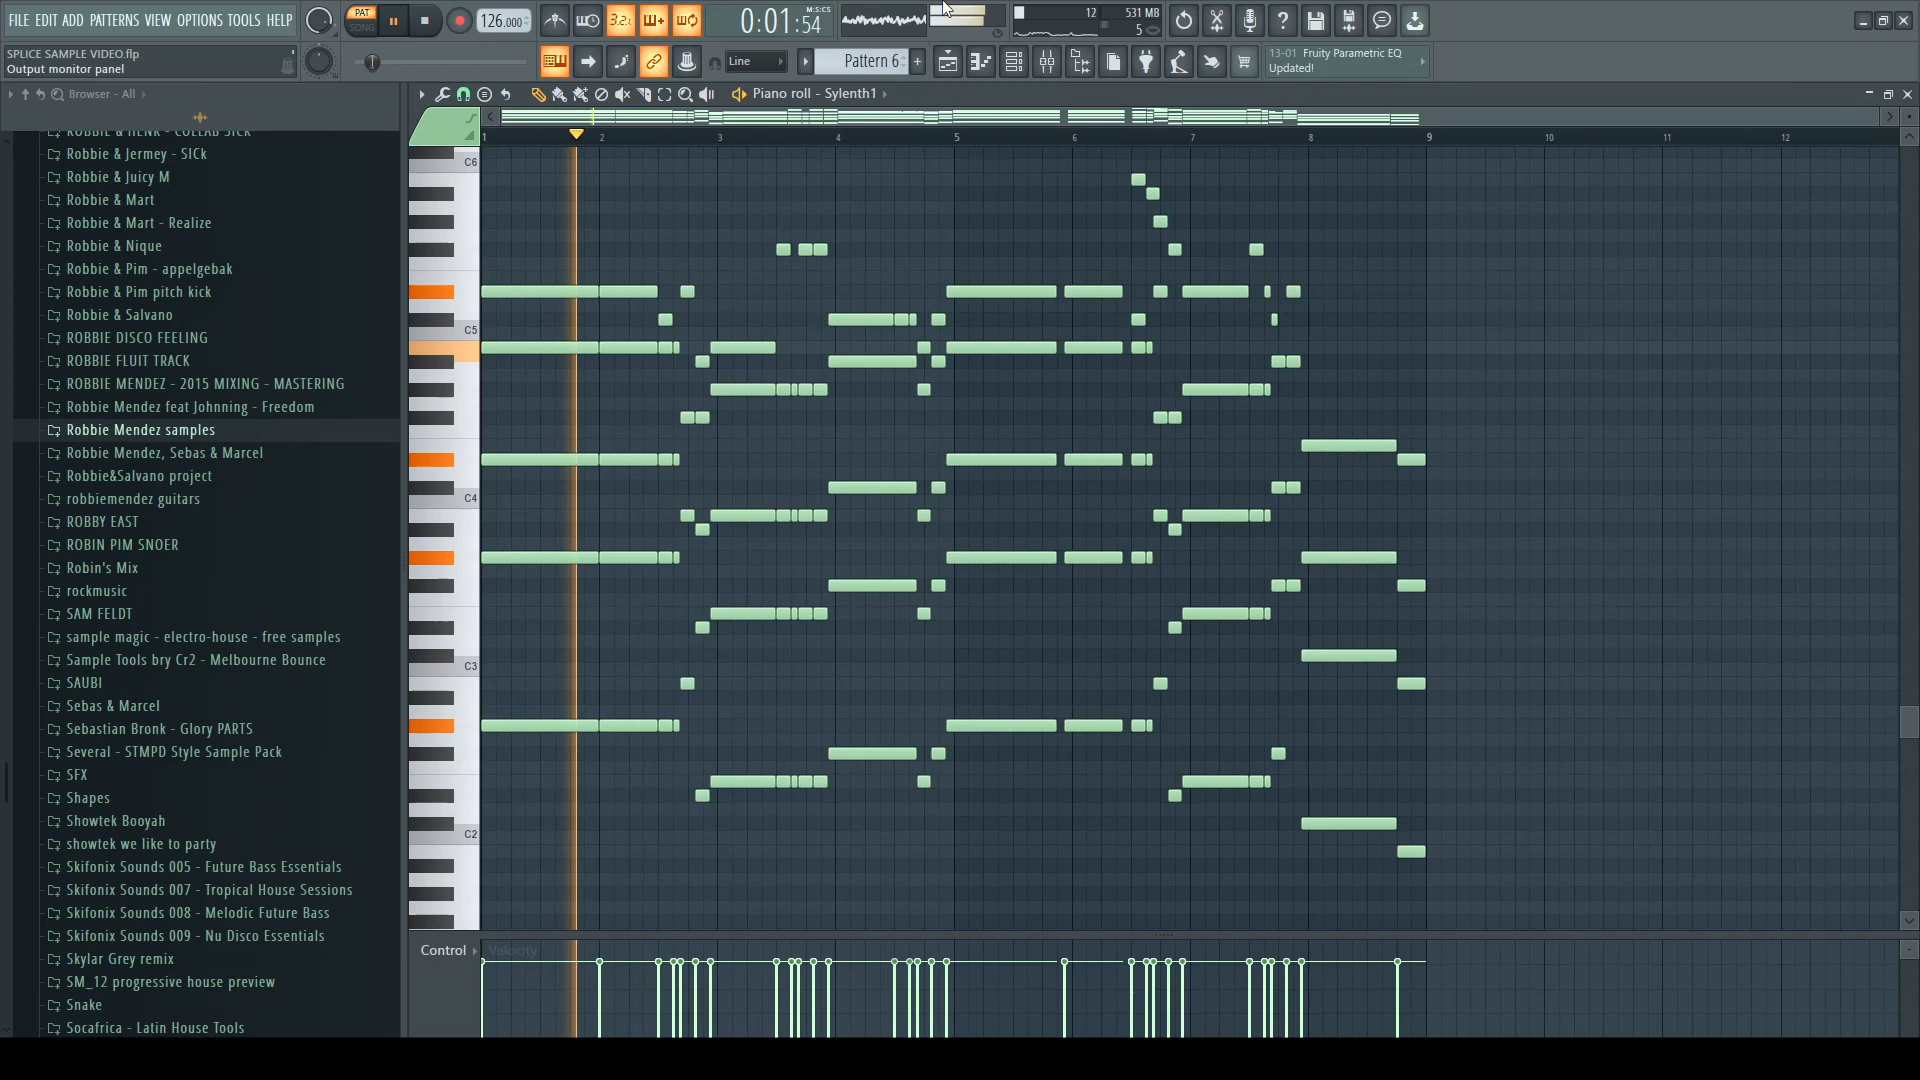 FILE EDIT ADD PATTERNS VIEW OPTIONS TOOLS HELP
PAT
SONG
126.000
3.2.
0:01:54
M:S:CS
12
531 MB
5
SPLICE SAMPLE VIDEO.flp
Output monitor panel
Line
Pattern 6
13-01 Fruity Parametric EQ
Updated!
Browser - All
Piano roll - Sylenth1
1 2 3 4 5 6 7 8 9 10 11 12
ROBBIE & HENK - COLLAB SICK
Robbie & Jermey - SICk
Robbie & Juicy M
Robbie & Mart
Robbie & Mart - Realize
Robbie & Nique
Robbie & Pim - appelgebak
Robbie & Pim pitch kick
Robbie & Salvano
ROBBIE DISCO FEELING
ROBBIE FLUIT TRACK
ROBBIE MENDEZ - 2015 MIXING - MASTERING
Robbie Mendez feat Johnning - Freedom
Robbie Mendez samples
Robbie Mendez, Sebas & Marcel
Robbie&Salvano project
robbiemendez guitars
ROBBY EAST
ROBIN PIM SNOER
Robin's Mix
rockmusic
SAM FELDT
sample magic - electro-house - free samples
Sample Tools bry Cr2 - Melbourne Bounce
SAUBI
Sebas & Marcel
Sebastian Bronk - Glory PARTS
Several - STMPD Style Sample Pack
SFX
Shapes
Showtek Booyah
showtek we like to party
Skifonix Sounds 005 - Future Bass Essentials
Skifonix Sounds 007 - Tropical House Sessions
Skifonix Sounds 008 - Melodic Future Bass
Skifonix Sounds 009 - Nu Disco Essentials
Skylar Grey remix
SM_12 progressive house preview
Snake
Socafrica - Latin House Tools
C6
C5
C4
C3
C2
Control
Velocity